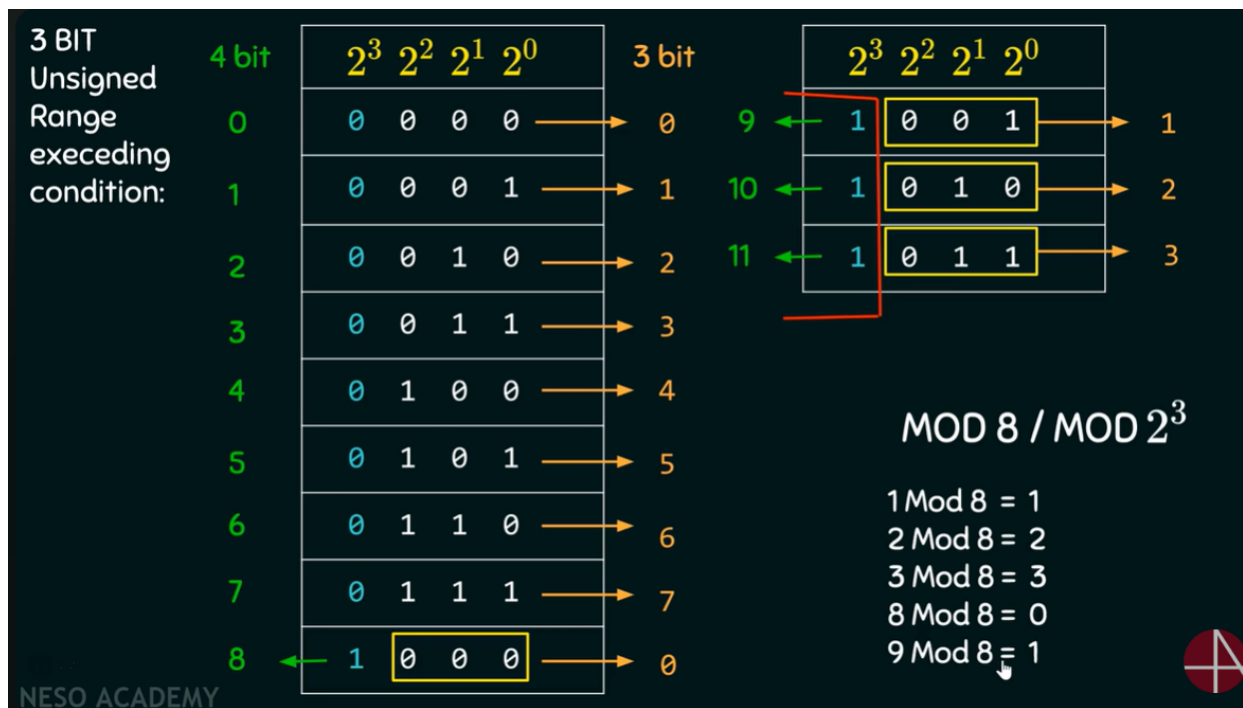 3 BIT
Unsigned
Range
execeding
condition:
4 bit 2³ 2² 2¹ 2⁰ 3 bit
0 0 0 0 0 0
1 0 0 0 1 1
2 0 0 1 0 2
3 0 0 1 1 3
4 0 1 0 0 4
5 0 1 0 1 5
6 0 1 1 0 6
7 0 1 1 1 7
8 1 0 0 0 0
2³ 2² 2¹ 2⁰
9 1 0 0 1 1
10 1 0 1 0 2
11 1 0 1 1 3
MOD 8 / MOD 2³
1 Mod 8 = 1
2 Mod 8 = 2
3 Mod 8 = 3
8 Mod 8 = 0
9 Mod 8 = 1
NESO ACADEMY